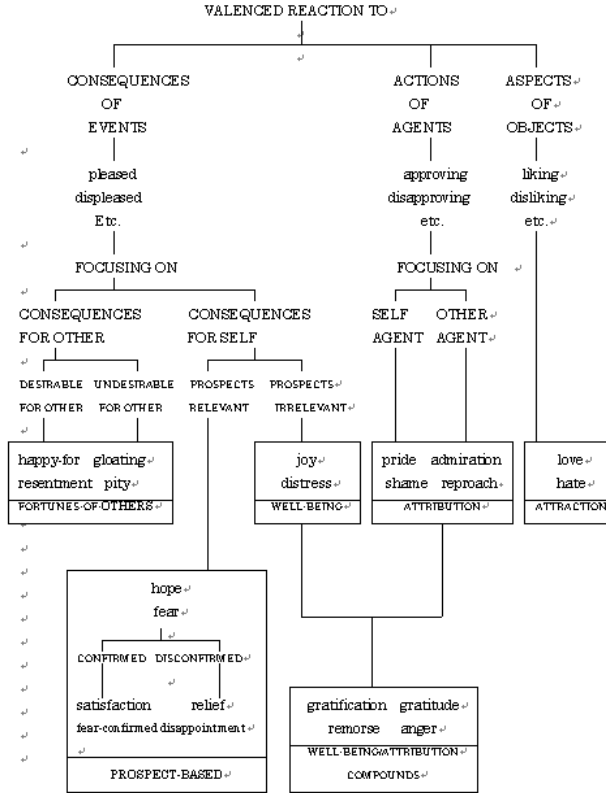 VALENCED REACTION TO
CONSEQUENCES ACTIONS ASPECTS
OF OF OF
EVENTS AGENTS OBJECTS
pleased approving liking
displeased disapproving disliking
Etc. etc. etc.
FOCUSING ON FOCUSING ON
CONSEQUENCES CONSEQUENCES SELF OTHER
FOR OTHER FOR SELF AGENT AGENT
DESIRABLE UNDESIRABLE PROSPECTS PROSPECTS
FOR OTHER FOR OTHER RELEVANT IRRELEVANT
happy-for gloating joy pride admiration love
resentment pity distress shame reproach hate
FORTUNES-OF-OTHERS WELL-BEING ATTRIBUTION ATTRACTION
hope
fear
CONFIRMED DISCONFIRMED
satisfaction relief gratification gratitude
fear-confirmed disappointment remorse anger
WELL-BEING/ATTRIBUTION
PROSPECT-BASED COMPOUNDS